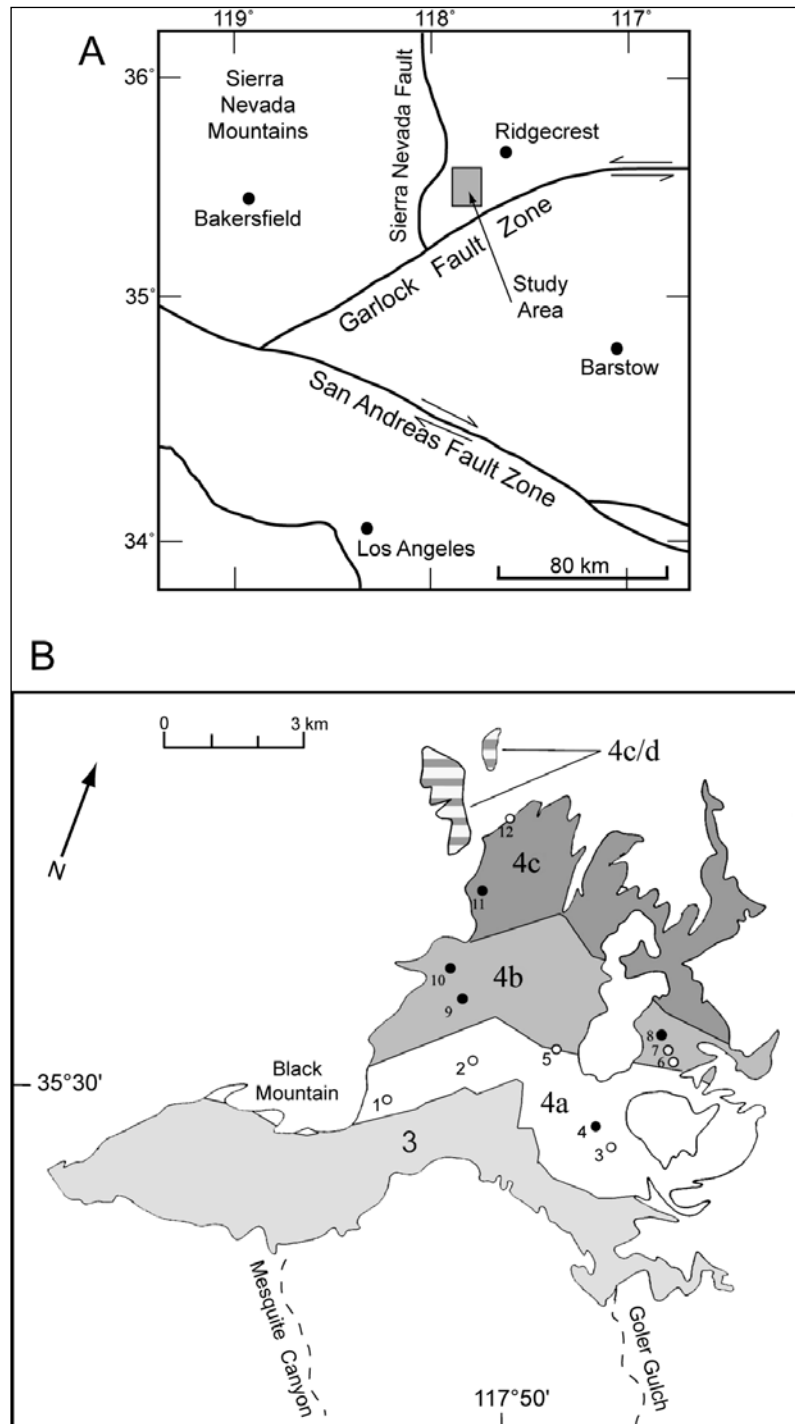 A
119°
118°
117°
36°
35°
34°
Sierra
Nevada
Mountains
Sierra Nevada Fault
Ridgecrest
Bakersfield
Garlock Fault Zone
Study
Area
Barstow
San Andreas Fault Zone
Los Angeles
80 km
B
0
3 km
N
4c/d
12
4c
11
10
4b
9
8
7
6
5
2
Black
Mountain
35°30'
1
4a
4
3
3
Mesquite Canyon
Goler Gulch
117°50'